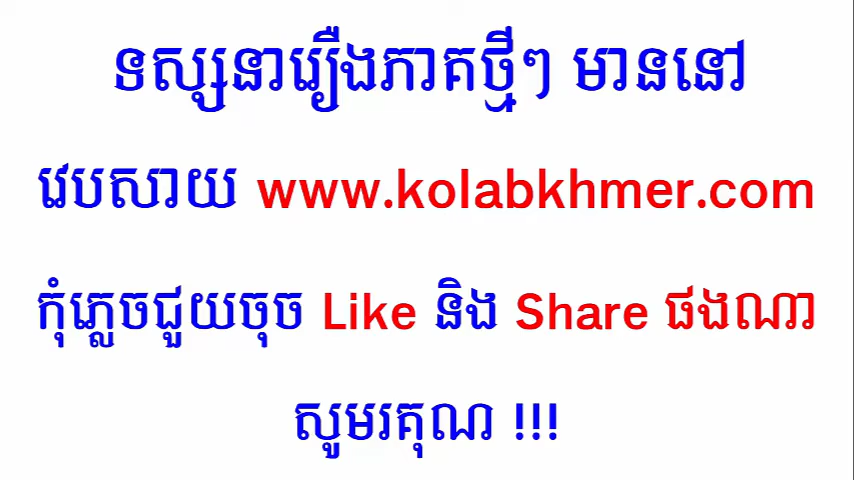 ទស្សនារឿងភាគថ្មីៗ មាននៅ
វេបសាយ www.kolabkhmer.com
កុំភ្លេចជួយចុច Like និង Share ផងណា
សូមរគុណ !!!